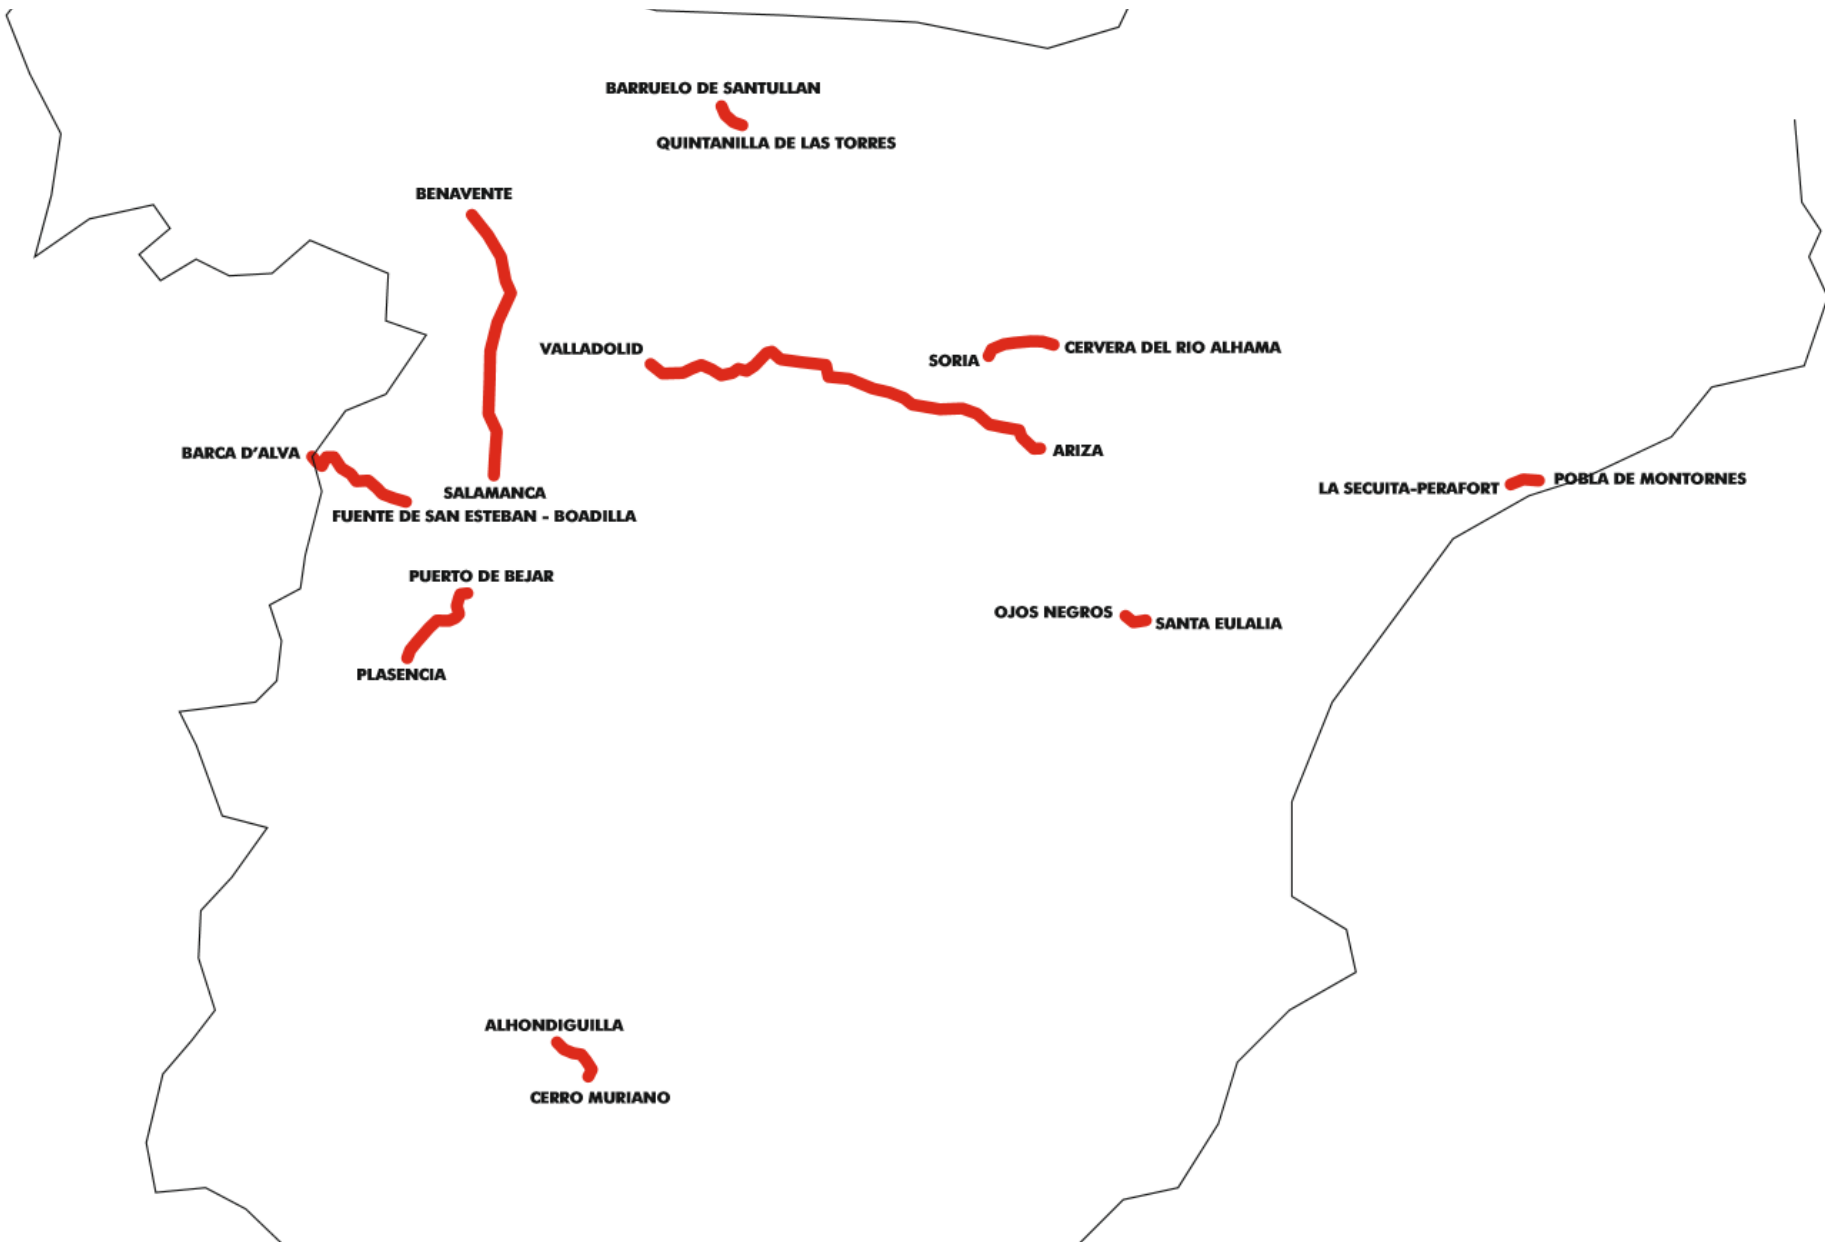 BARRUELO DE SANTULLAN
QUINTANILLA DE LAS TORRES
BENAVENTE
VALLADOLID
SORIA
CERVERA DEL RIO ALHAMA
ARIZA
BARCA D’ALVA
SALAMANCA
FUENTE DE SAN ESTEBAN - BOADILLA
LA SECUITA-PERAFORT
POBLA DE MONTORNES
PUERTO DE BEJAR
PLASENCIA
OJOS NEGROS
SANTA EULALIA
ALHONDIGUILLA
CERRO MURIANO